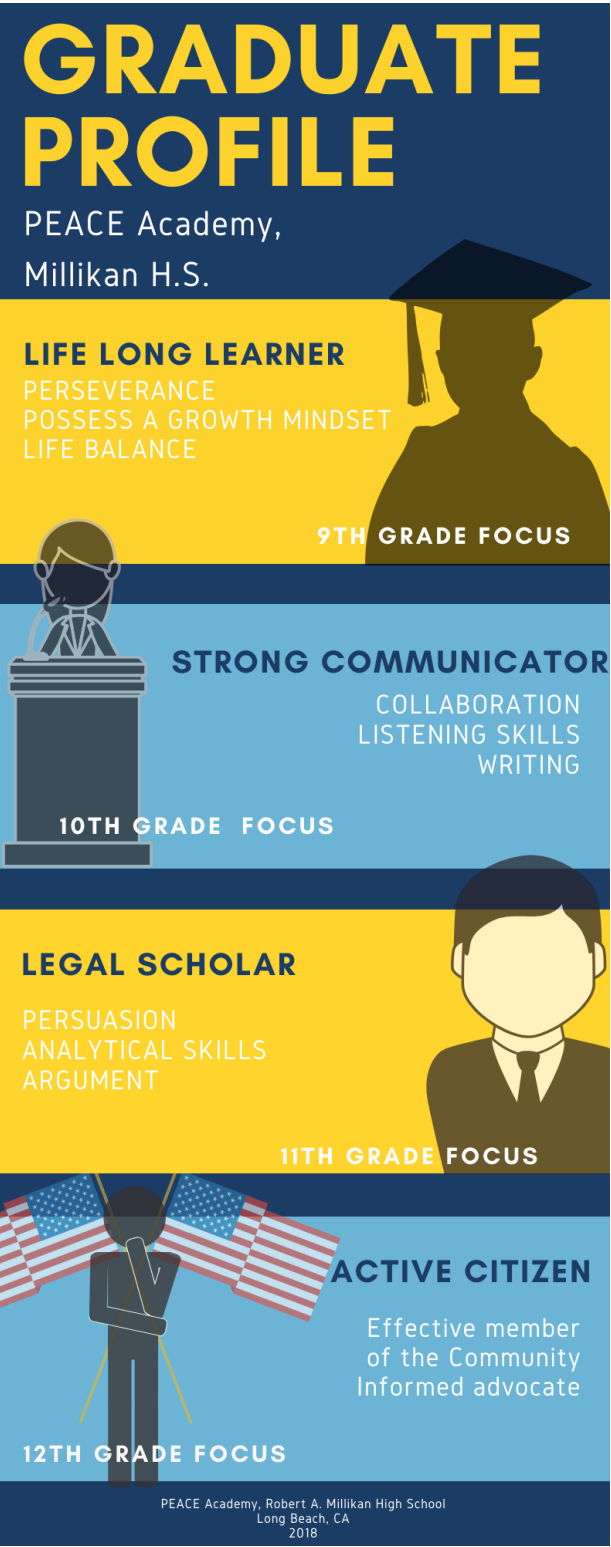 GRADUATE
PROFILE
PEACE Academy,
Millikan H.S.
LIFE LONG LEARNER
PERSEVERANCE
POSSESS A GROWTH MINDSET
LIFE BALANCE
9TH GRADE FOCUS
STRONG COMMUNICATOR
COLLABORATION
LISTENING SKILLS
WRITING
10TH GRADE FOCUS
LEGAL SCHOLAR
PERSUASION
ANALYTICAL SKILLS
ARGUMENT
11TH GRADE FOCUS
ACTIVE CITIZEN
Effective member
of the Community
Informed advocate
12TH GRADE FOCUS
PEACE Academy, Robert A. Millikan High School
Long Beach, CA
2018